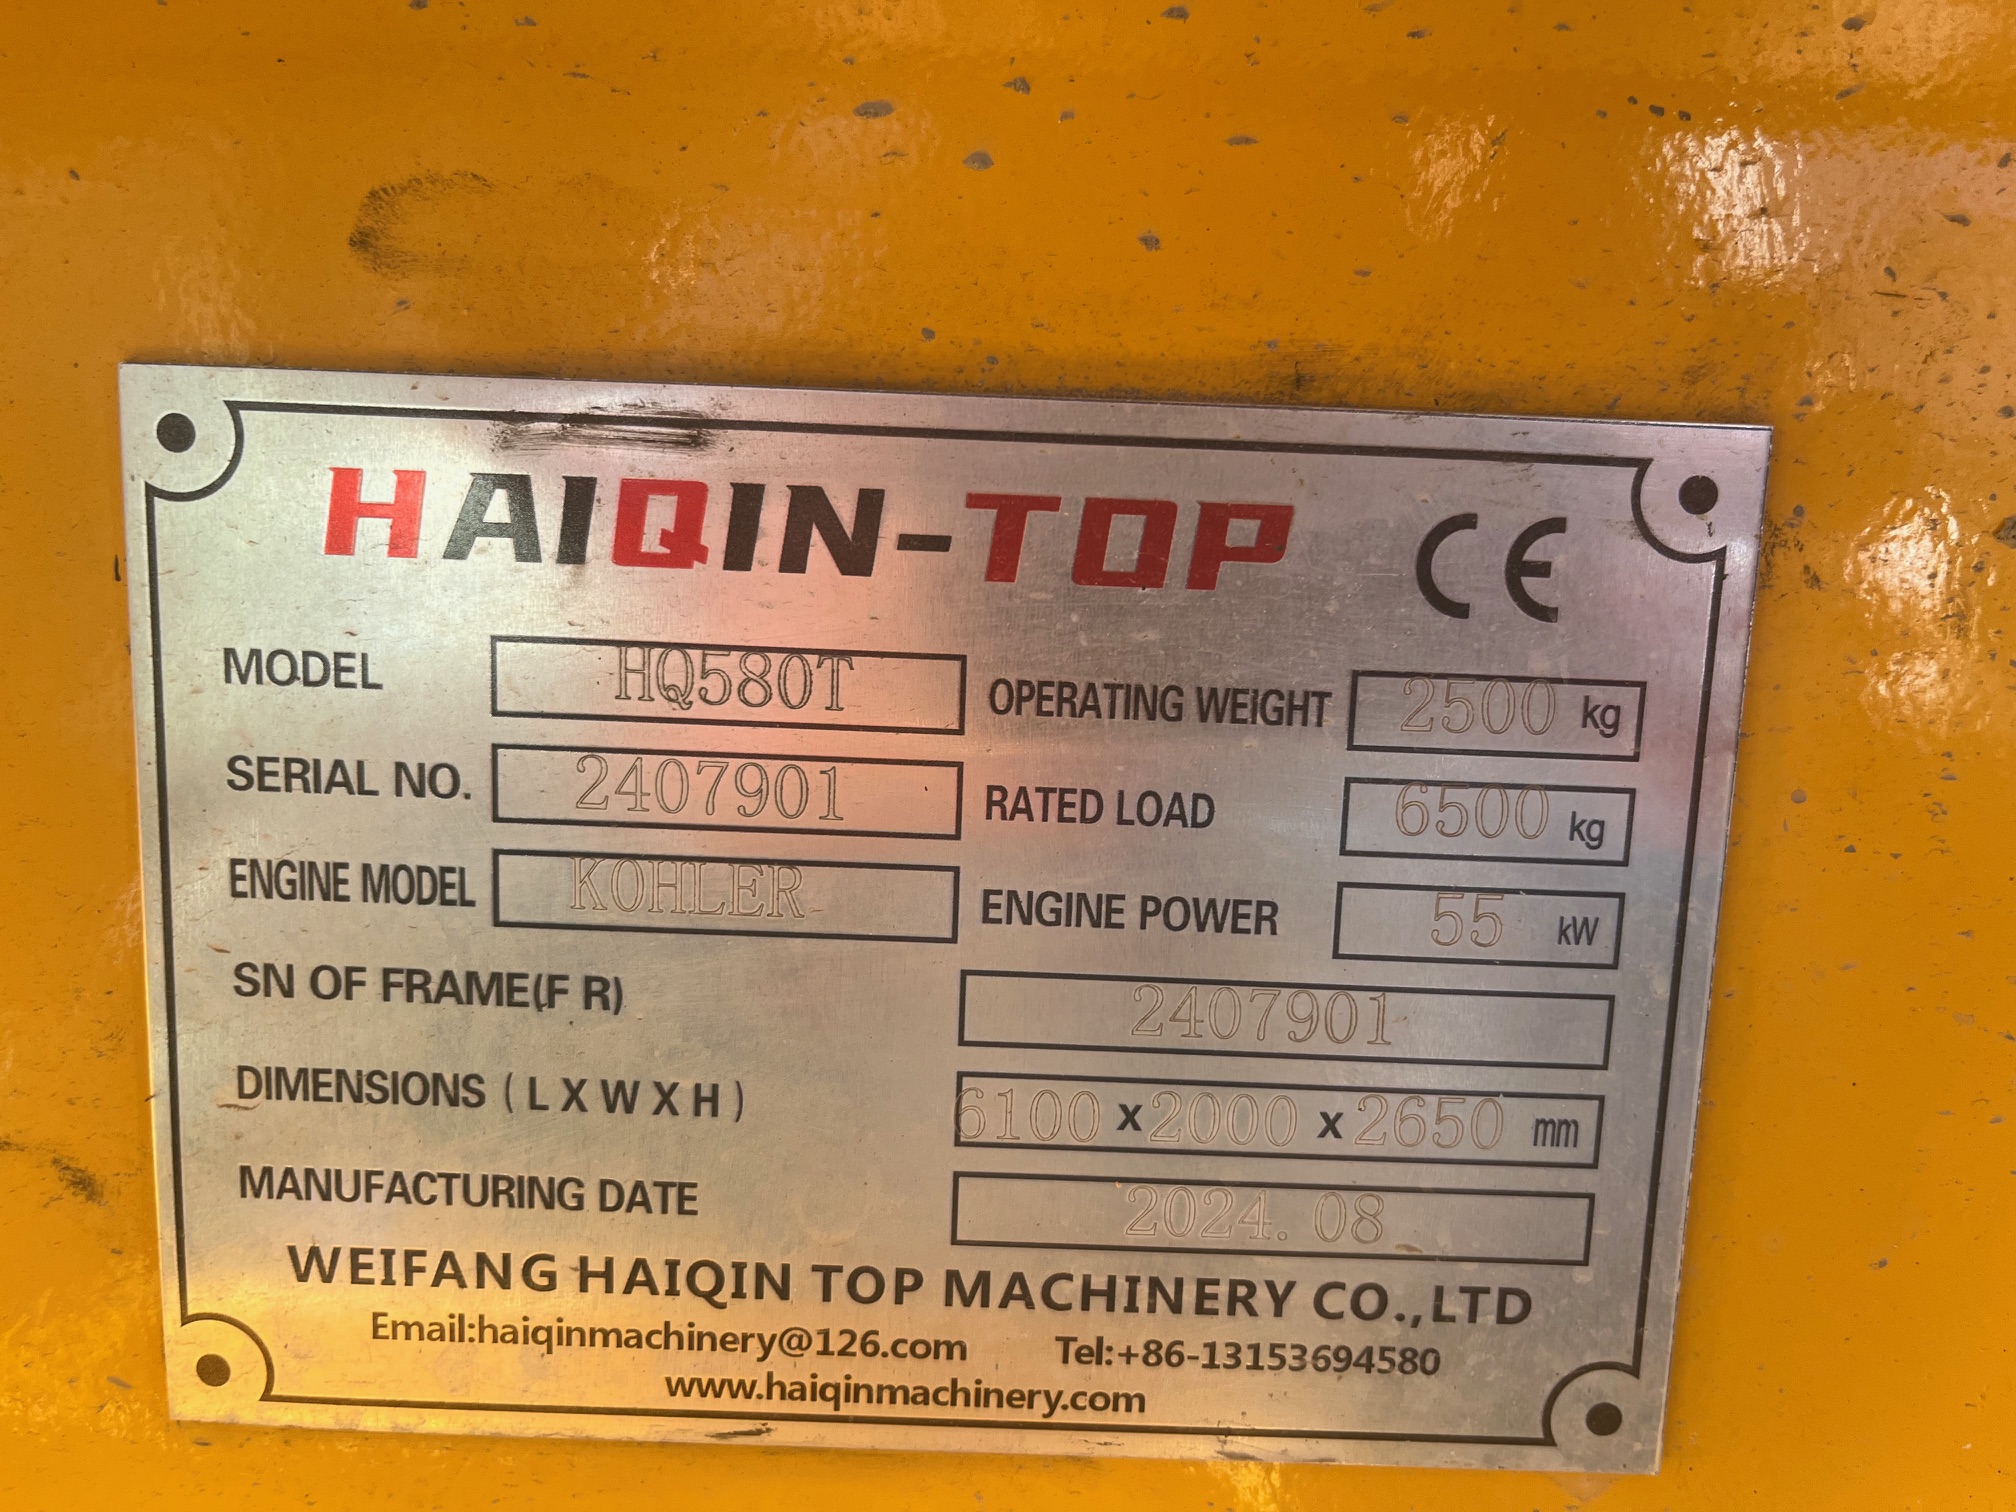 HAIQIN-TOP CE
MODEL HQ580T OPERATING WEIGHT 2500 kg
SERIAL NO. 2407901 RATED LOAD 6500 kg
ENGINE MODEL KOHLER ENGINE POWER 55 kW
SN OF FRAME(F R) 2407901
DIMENSIONS ( L X W X H ) 6100 x 2000 x 2650 mm
MANUFACTURING DATE 2024. 08
WEIFANG HAIQIN TOP MACHINERY CO.,LTD
Email:haiqinmachinery@126.com Tel:+86-13153694580
www.haiqinmachinery.com